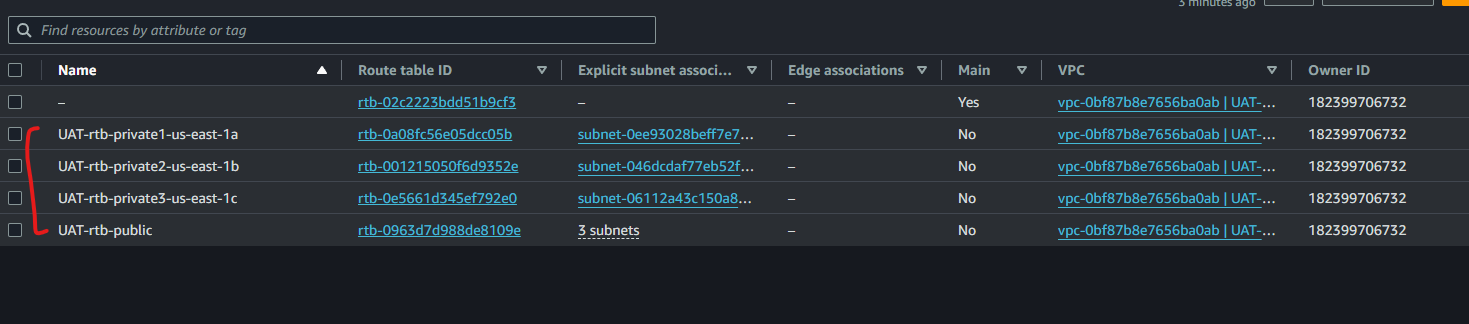 3 minutes ago
Find resources by attribute or tag
Name Route table ID Explicit subnet associ... Edge associations Main VPC Owner ID
– rtb-02c2223bdd51b9cf3 – – Yes vpc-0bf87b8e7656ba0ab | UAT-... 182399706732
UAT-rtb-private1-us-east-1a rtb-0a08fc56e05dcc05b subnet-0ee93028beff7e7... – No vpc-0bf87b8e7656ba0ab | UAT-... 182399706732
UAT-rtb-private2-us-east-1b rtb-001215050f6d9352e subnet-046dcdaf77eb52f... – No vpc-0bf87b8e7656ba0ab | UAT-... 182399706732
UAT-rtb-private3-us-east-1c rtb-0e5661d345ef792e0 subnet-06112a43c150a8... – No vpc-0bf87b8e7656ba0ab | UAT-... 182399706732
UAT-rtb-public rtb-0963d7d988de8109e 3 subnets – No vpc-0bf87b8e7656ba0ab | UAT-... 182399706732